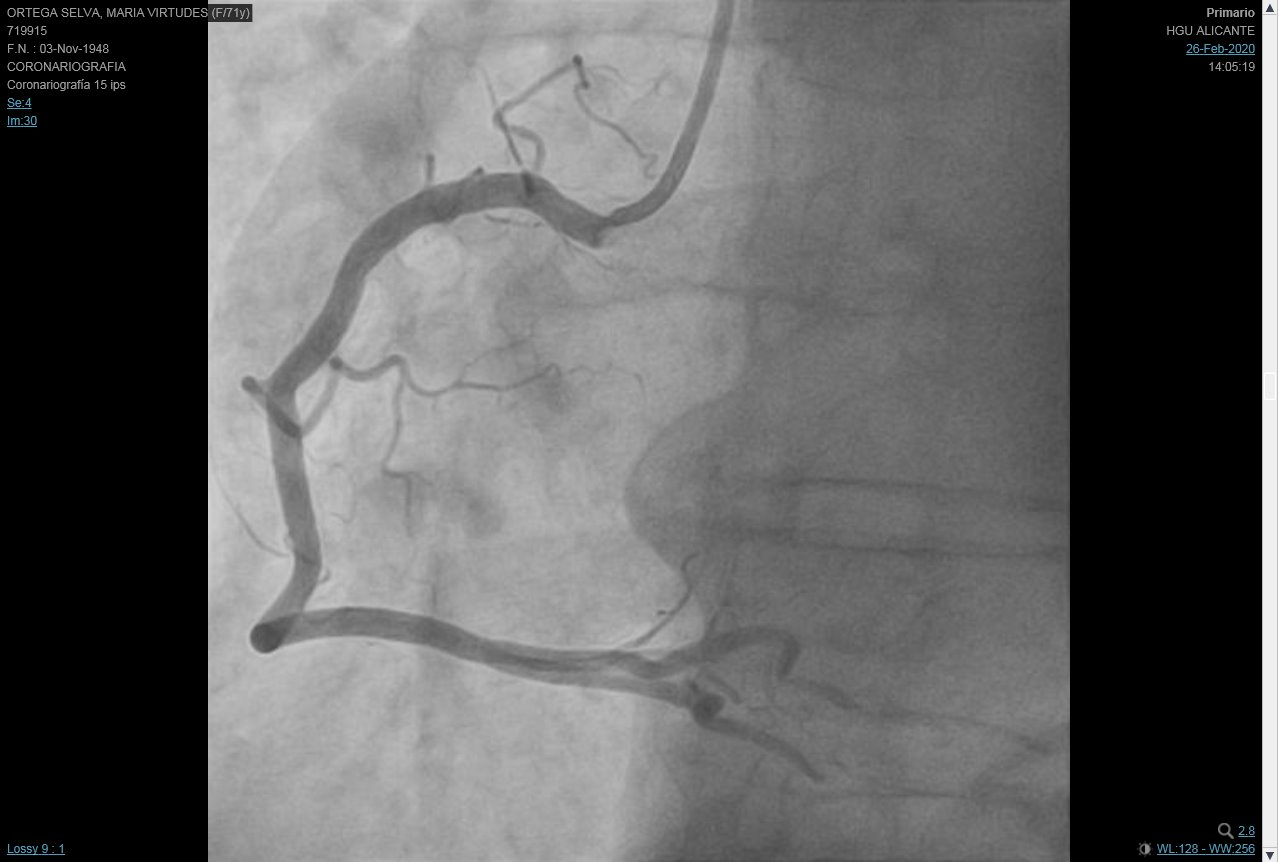 ORTEGA SELVA, MARIA VIRTUDES (F/71y)
719915
F.N. : 03-Nov-1948
CORONARIOGRAFIA
Coronariografía 15 ips
Se:4
Im:30
Primario
HGU ALICANTE
26-Feb-2020
14:05:19
Lossy 9 : 1
2.8
WL:128 - WW:256